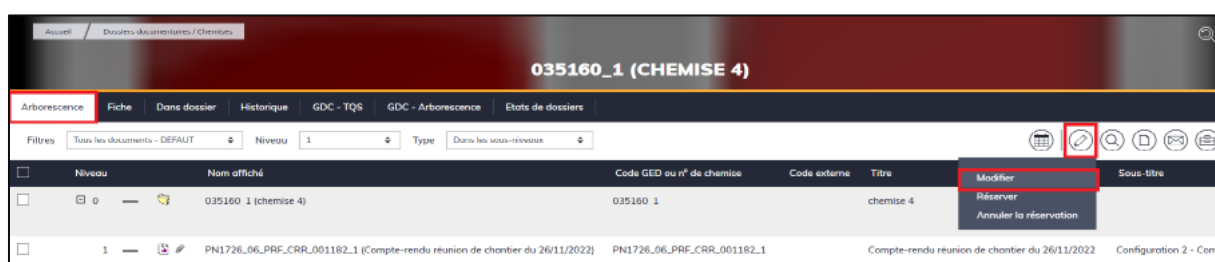 Accueil / Dossiers documentaires / Chemises
035160_1 (CHEMISE 4)
Arborescence Fiche Dans dossier Historique GDC - TQS GDC - Arborescence Etats de dossiers
Filtres Tous les documents - DEFAUT Niveau 1 Type Dans les sous-niveaux
Niveau Nom affiché Code GED ou n° de chemise Code externe Titre Sous-titre
Modifier
Réserver
Annuler la réservation
0 035160_1 (chemise 4) 035160_1 chemise 4
1 PN1726_06_PRF_CRR_001182_1 (Compte-rendu réunion de chantier du 26/11/2022) PN1726_06_PRF_CRR_001182_1 Compte-rendu réunion de chantier du 26/11/2022 Configuration 2 - Con